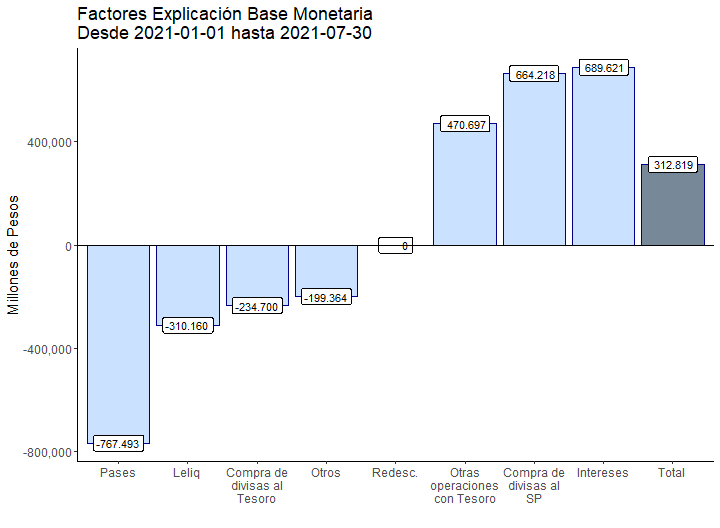 Factores Explicación Base Monetaria
Desde 2021-01-01 hasta 2021-07-30
Millones de Pesos
400,000
0
-400,000
-800,000
-767.493
-310.160
-234.700
-199.364
0
470.697
664.218
689.621
312.819
Pases
Leliq
Compra de
divisas al
Tesoro
Otros
Redesc.
Otras
operaciones
con Tesoro
Compra de
divisas al
SP
Intereses
Total